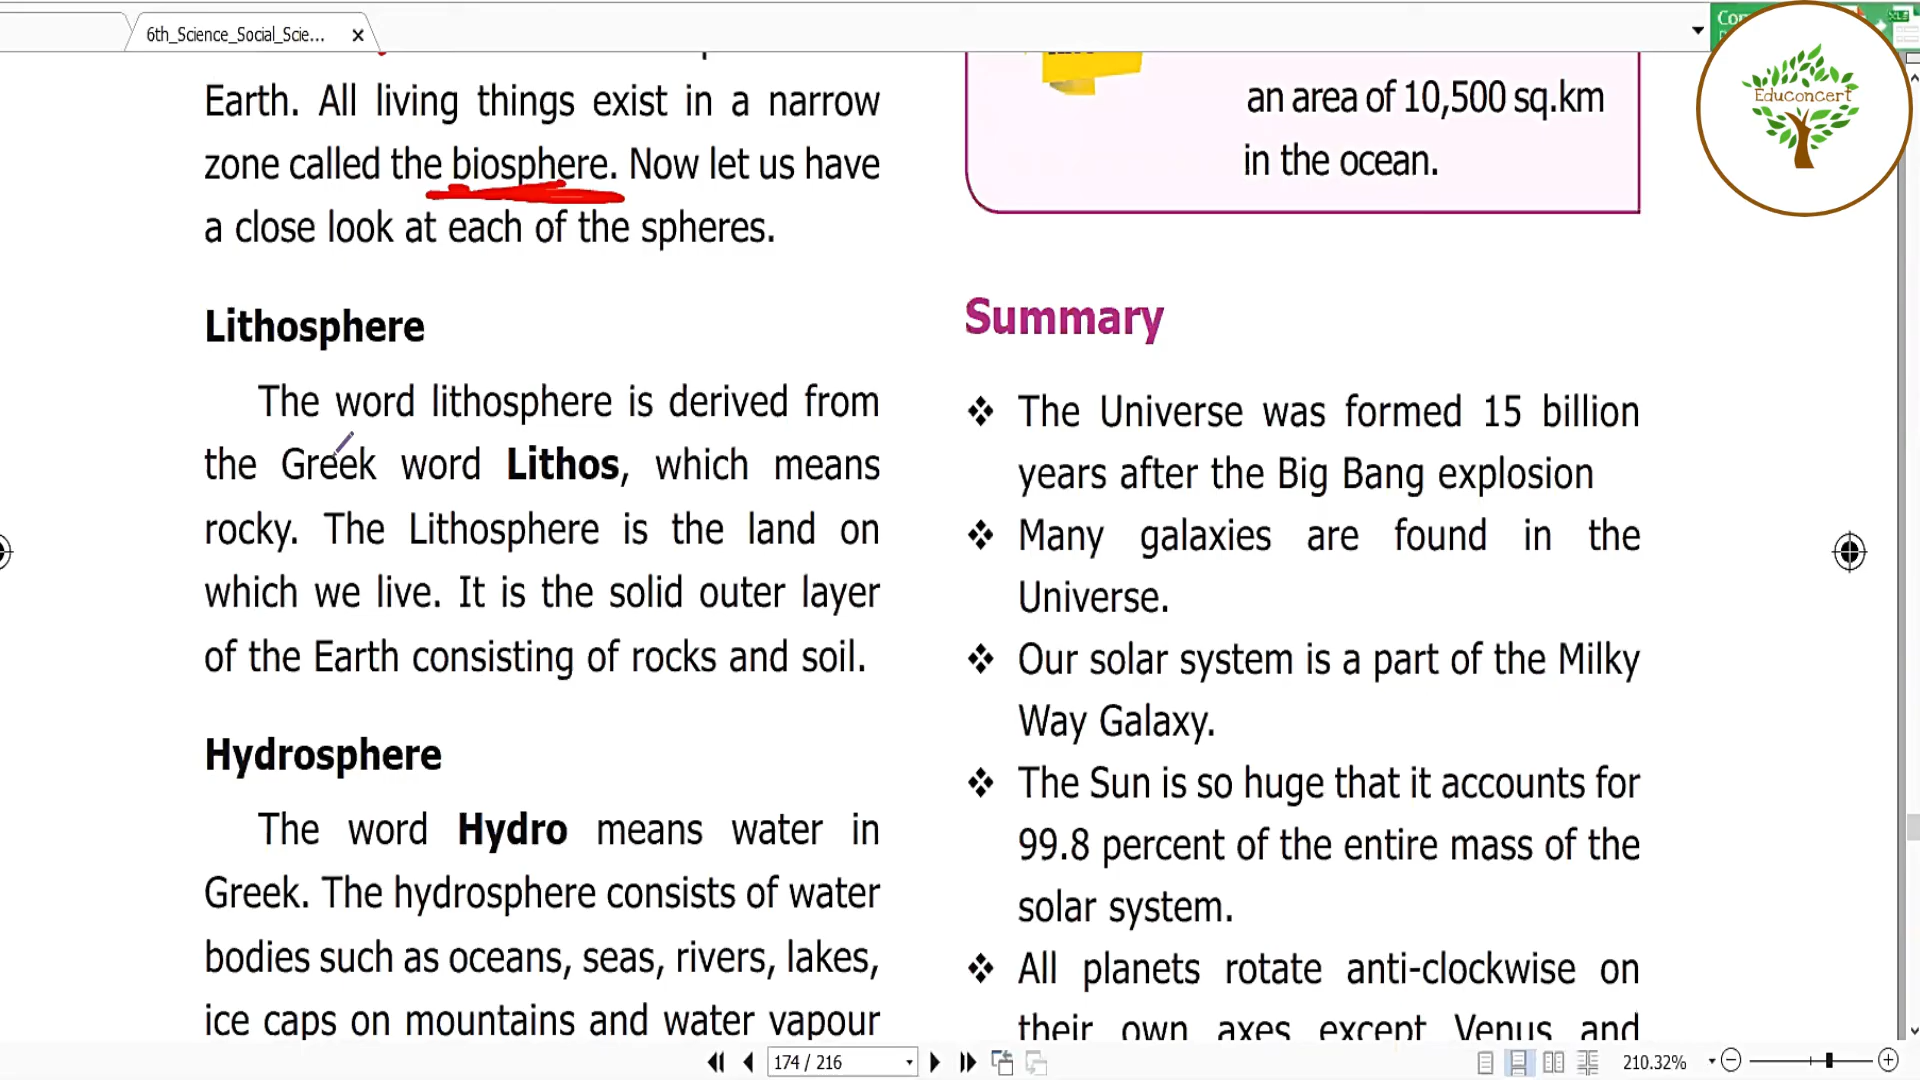 6th_Science_Social_Scie...
Earth. All living things exist in a narrow
zone called the biosphere. Now let us have
a close look at each of the spheres.
Lithosphere
The word lithosphere is derived from
the Greek word Lithos, which means
rocky. The Lithosphere is the land on
which we live. It is the solid outer layer
of the Earth consisting of rocks and soil.
Hydrosphere
The word Hydro means water in
Greek. The hydrosphere consists of water
bodies such as oceans, seas, rivers, lakes,
ice caps on mountains and water vapour
an area of 10,500 sq.km
in the ocean.
Summary
❖ The Universe was formed 15 billion
years after the Big Bang explosion
❖ Many galaxies are found in the
Universe.
❖ Our solar system is a part of the Milky
Way Galaxy.
❖ The Sun is so huge that it accounts for
99.8 percent of the entire mass of the
solar system.
❖ All planets rotate anti-clockwise on
their own axes except Venus and
Educoncert
174 / 216
210.32%